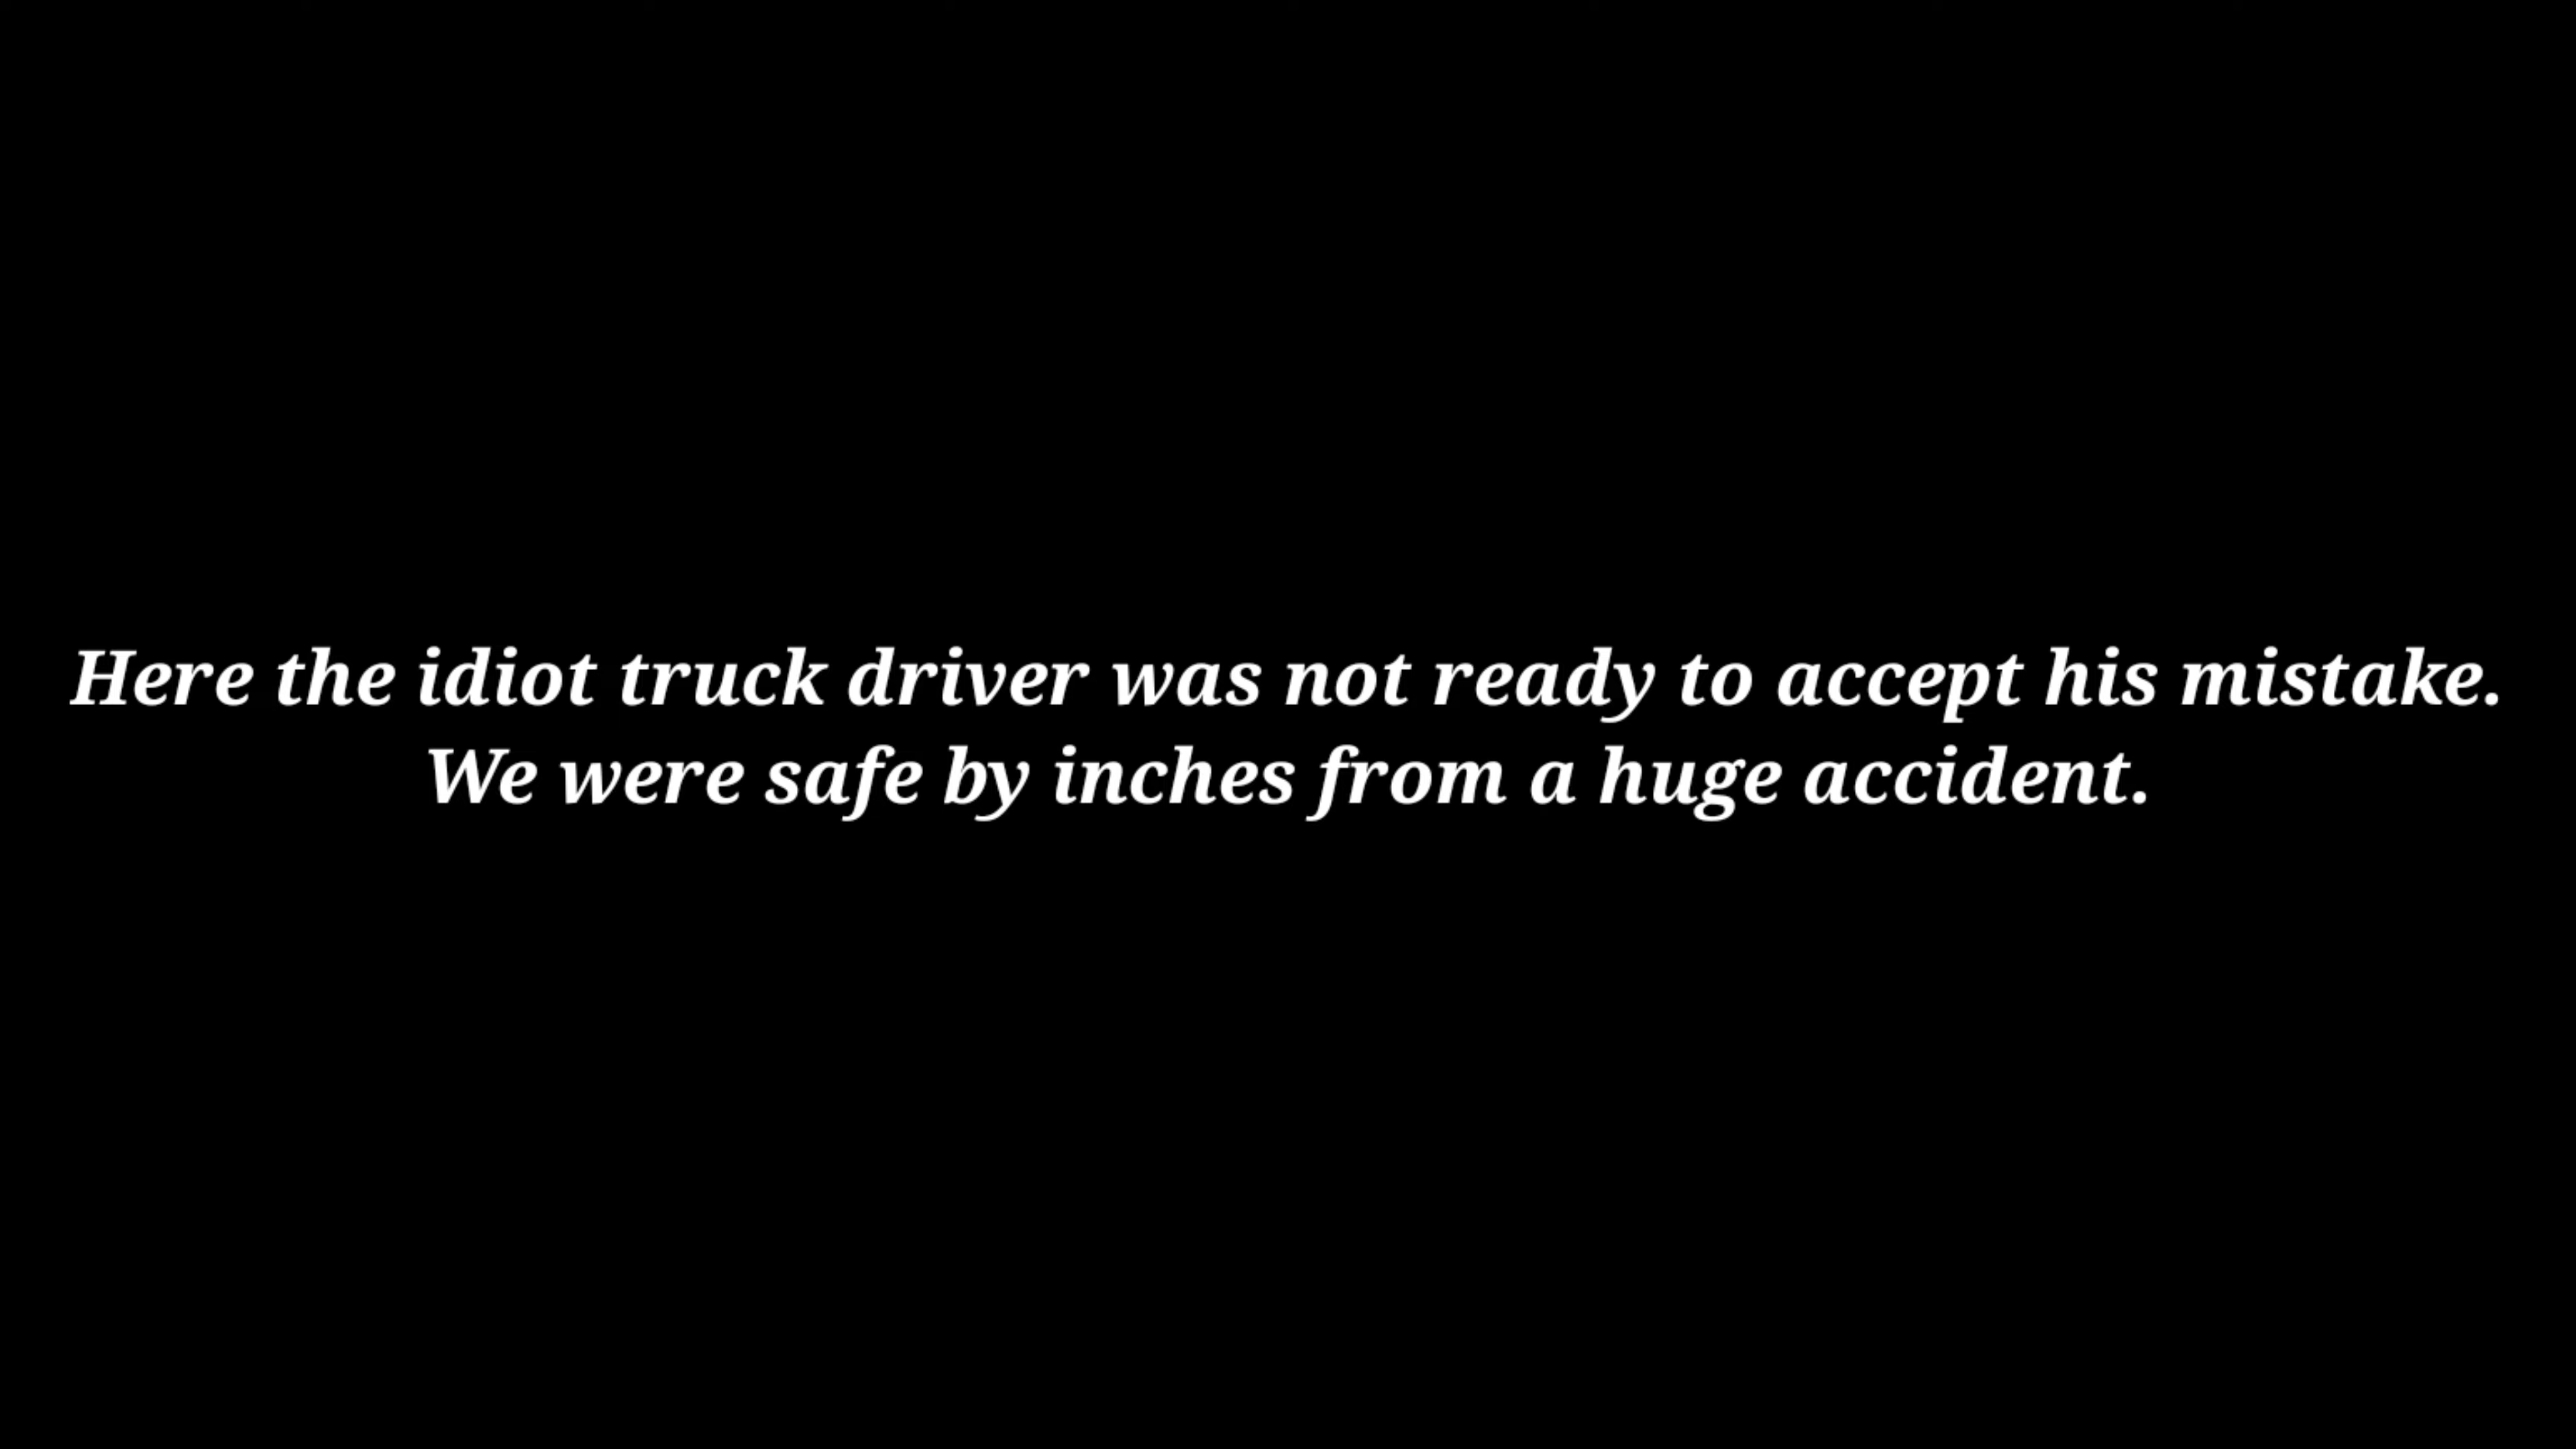 Here the idiot truck driver was not ready to accept his mistake.
We were safe by inches from a huge accident.